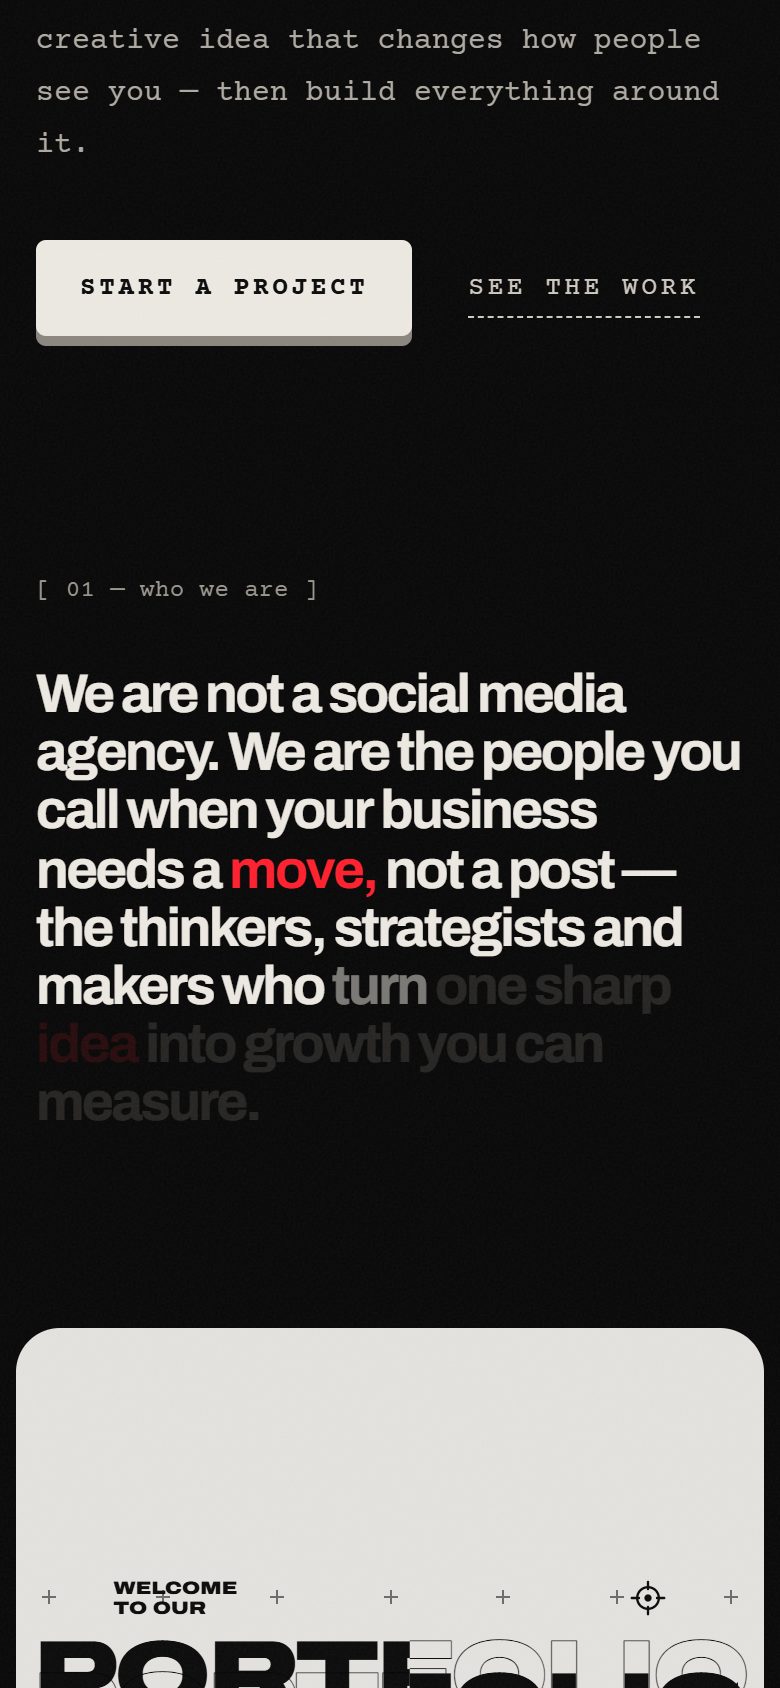 creative idea that changes how people
see you — then build everything around
it.
START A PROJECT
SEE THE WORK
[ 01 — who we are ]
We are not a social media
agency. We are the people you
call when your business
needs a move, not a post —
the thinkers, strategists and
makers who turn one sharp
idea into growth you can
measure.
WELCOME
TO OUR
PORTFOLIO